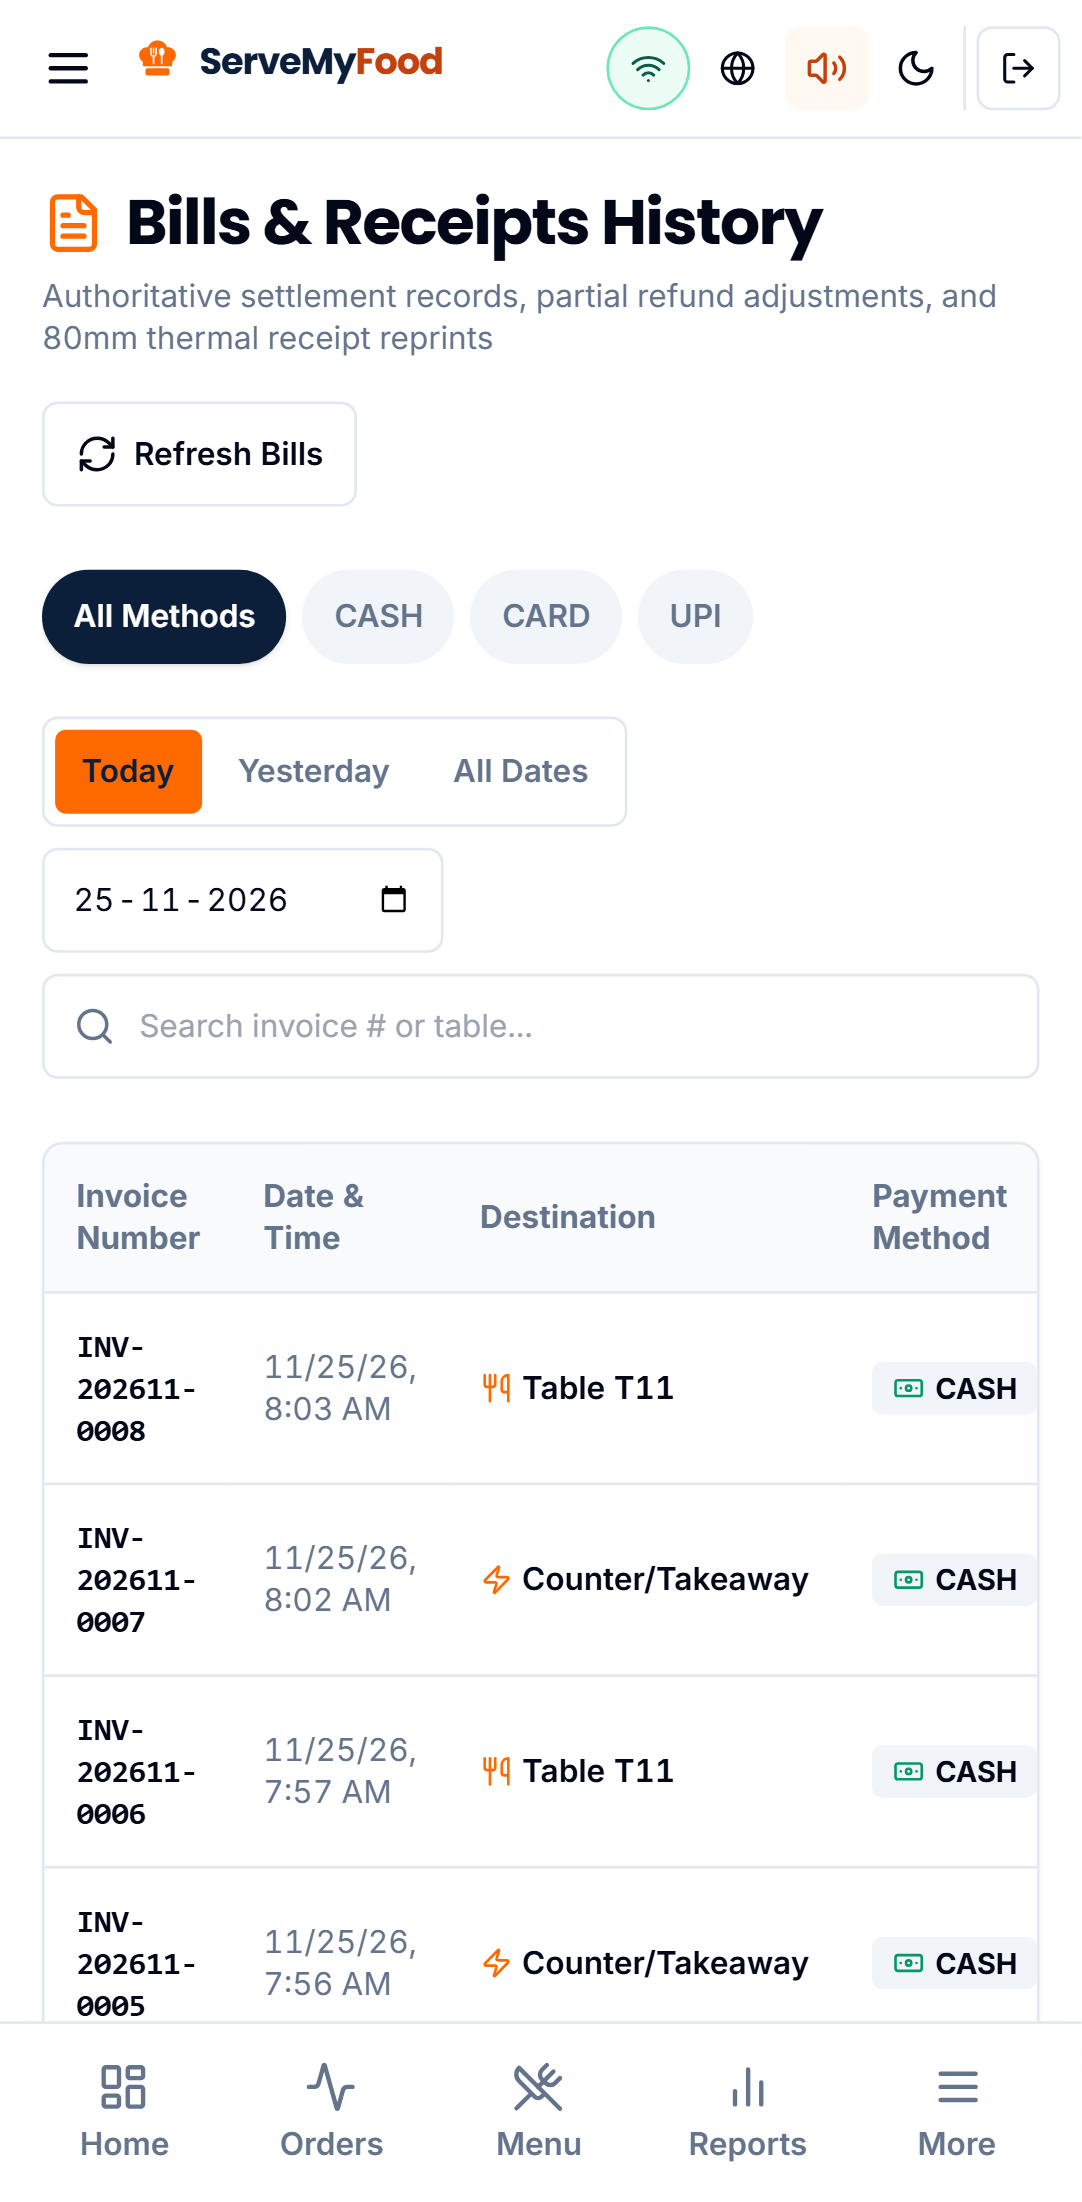 ServeMyFood
Bills & Receipts History
Authoritative settlement records, partial refund adjustments, and
80mm thermal receipt reprints
Refresh Bills
All Methods CASH CARD UPI
Today Yesterday All Dates
25-11-2026
Search invoice # or table...
Invoice Number Date & Time Destination Payment Method
INV-
202611-
0008
11/25/26,
8:03 AM
Table T11
CASH
INV-
202611-
0007
11/25/26,
8:02 AM
Counter/Takeaway
CASH
INV-
202611-
0006
11/25/26,
7:57 AM
Table T11
CASH
INV-
202611-
0005
11/25/26,
7:56 AM
Counter/Takeaway
CASH
Home Orders Menu Reports More